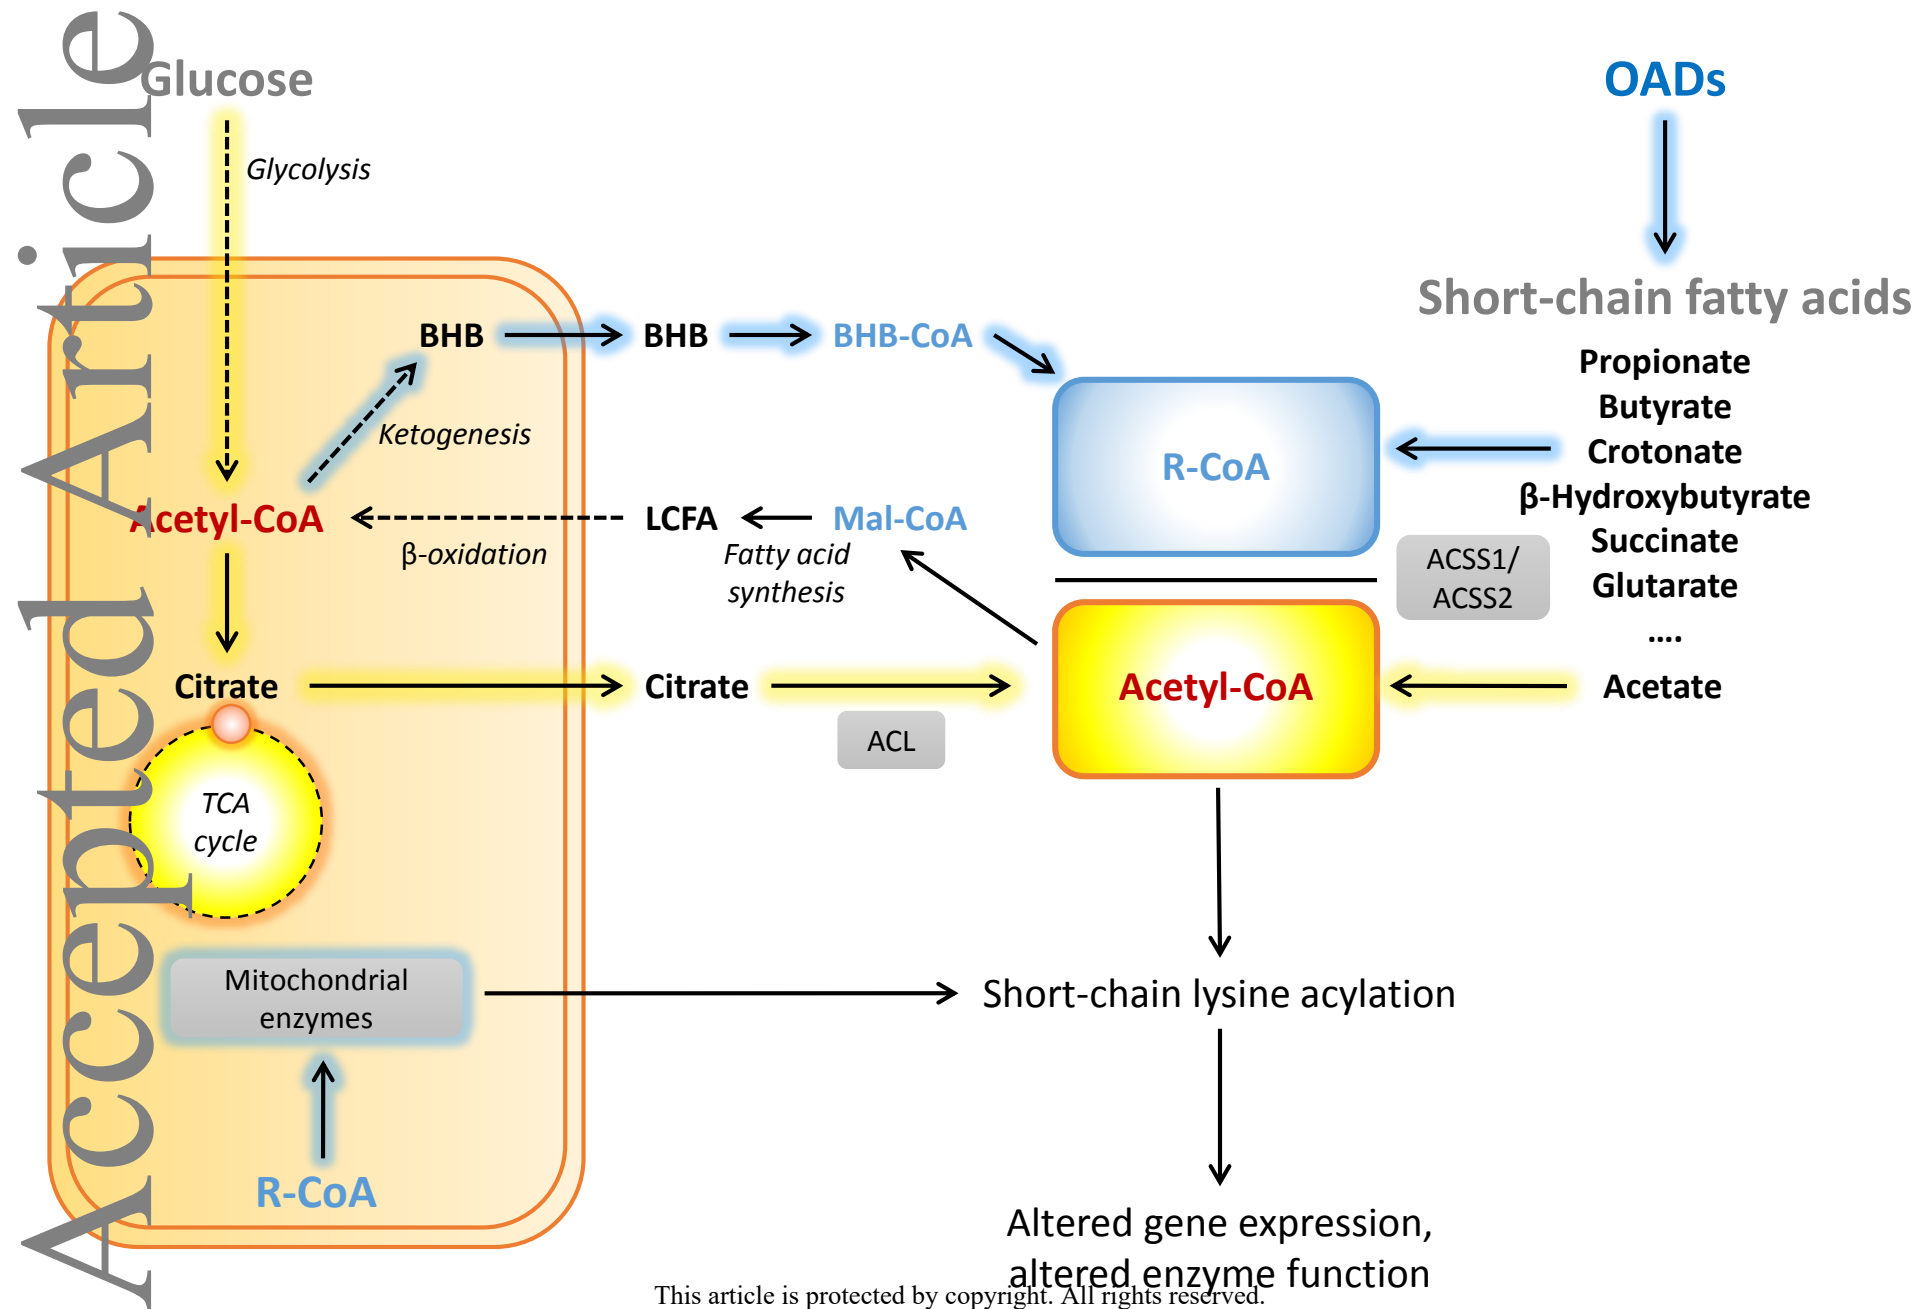 Accepted Article
Glucose
OADs
Glycolysis
Short-chain fatty acids
BHB
BHB
BHB-CoA
Propionate
Butyrate
Crotonate
β-Hydroxybutyrate
Succinate
Glutarate
....
Acetate
Ketogenesis
R-CoA
Acetyl-CoA
LCFA
Mal-CoA
β-oxidation
Fatty acid
synthesis
ACSS1/
ACSS2
Citrate
Citrate
Acetyl-CoA
ACL
TCA
cycle
Mitochondrial
enzymes
Short-chain lysine acylation
R-CoA
Altered gene expression,
altered enzyme function
This article is protected by copyright. All rights reserved.